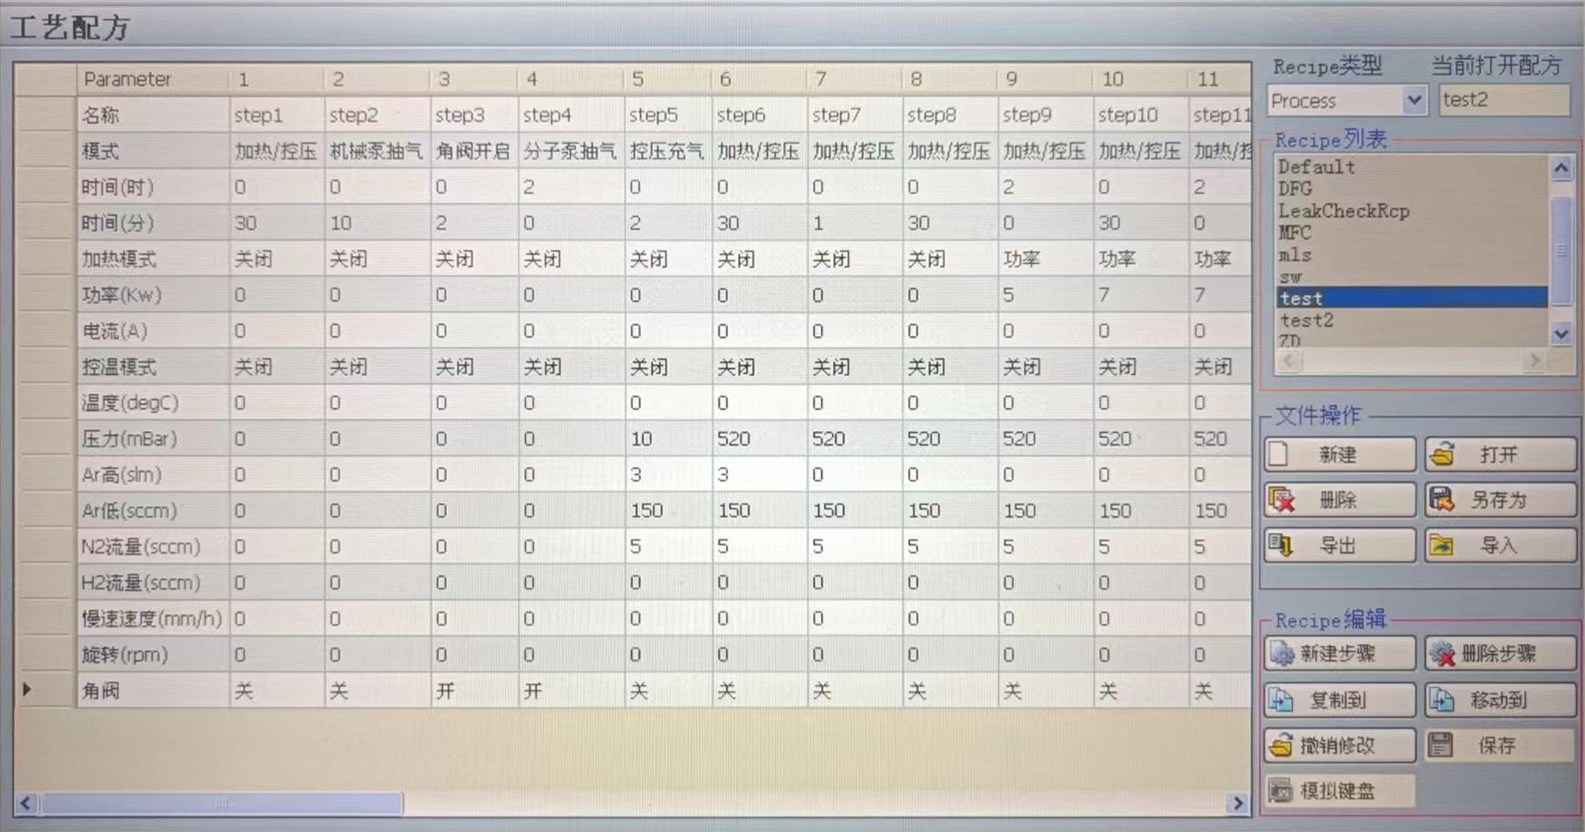 工艺配方
Parameter 1 2 3 4 5 6 7 8 9 10 11
名称 step1 step2 step3 step4 step5 step6 step7 step8 step9 step10 step11
模式 加热/控压 机械泵抽气 角阀开启 分子泵抽气 控压充气 加热/控压 加热/控压 加热/控压 加热/控压 加热/控压 加热/控
时间(时) 0 0 0 2 0 0 0 0 2 0 2
时间(分) 30 10 2 0 2 30 1 30 0 30 0
加热模式 关闭 关闭 关闭 关闭 关闭 关闭 关闭 关闭 功率 功率 功率
功率(Kw) 0 0 0 0 0 0 0 0 5 7 7
电流(A) 0 0 0 0 0 0 0 0 0 0 0
控温模式 关闭 关闭 关闭 关闭 关闭 关闭 关闭 关闭 关闭 关闭 关闭
温度(degC) 0 0 0 0 0 0 0 0 0 0 0
压力(mBar) 0 0 0 0 10 520 520 520 520 520 520
Ar高(slm) 0 0 0 0 3 3 0 0 0 0 0
Ar低(sccm) 0 0 0 0 150 150 150 150 150 150 150
N2流量(sccm) 0 0 0 0 5 5 5 5 5 5 5
H2流量(sccm) 0 0 0 0 0 0 0 0 0 0 0
慢速速度(mm/h) 0 0 0 0 0 0 0 0 0 0 0
旋转(rpm) 0 0 0 0 0 0 0 0 0 0 0
角阀 关 关 开 开 关 关 关 关 关 关 关
Recipe类型 当前打开配方
Process test2
Recipe列表
Default
DFG
LeakCheckRcp
MFC
mls
sw
test
test2
ZD
文件操作
新建 打开
删除 另存为
导出 导入
Recipe编辑
新建步骤 删除步骤
复制到 移动到
撤销修改 保存
模拟键盘